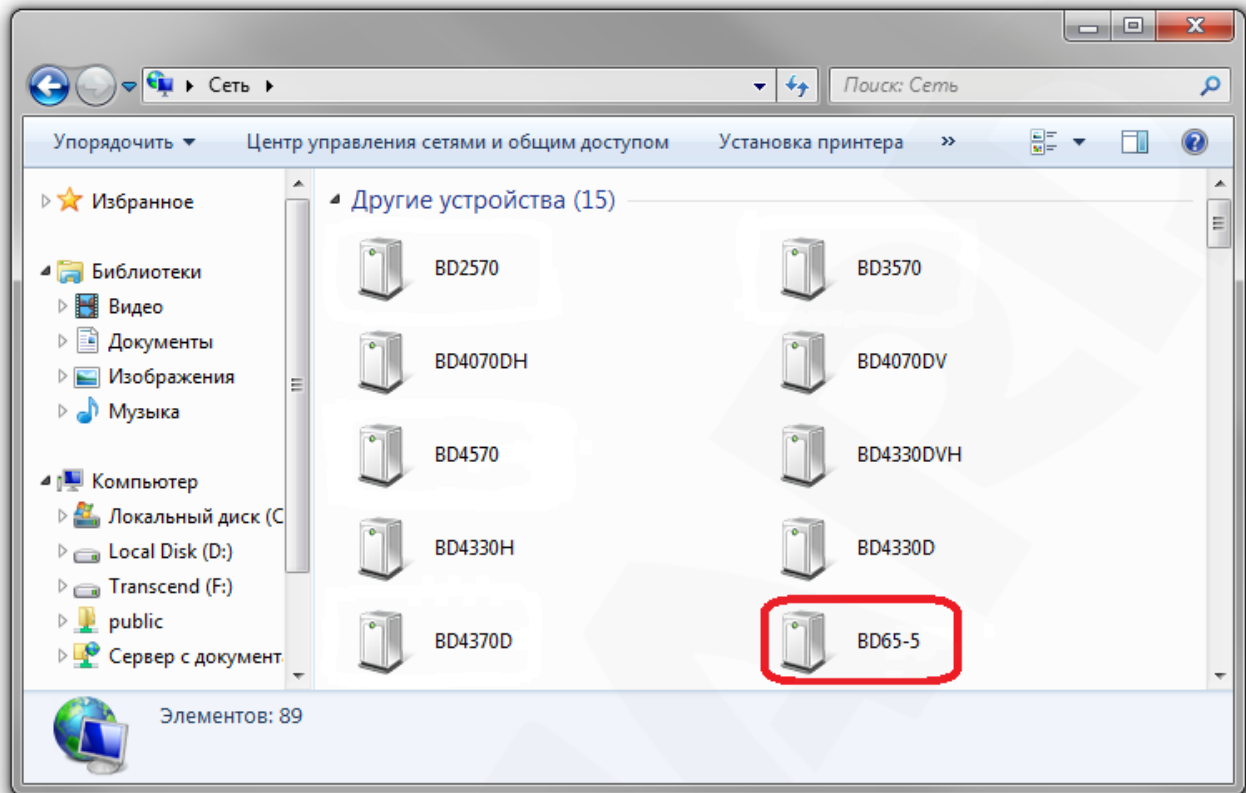 Сеть
Поиск: Сеть
Упорядочить
Центр управления сетями и общим доступом
Установка принтера
»
Избранное
Библиотеки
Видео
Документы
Изображения
Музыка
Компьютер
Локальный диск (C
Local Disk (D:)
Transcend (F:)
public
Сервер с документ
Другие устройства (15)
BD2570
BD3570
BD4070DH
BD4070DV
BD4570
BD4330DVH
BD4330H
BD4330D
BD4370D
BD65-5
Элементов: 89